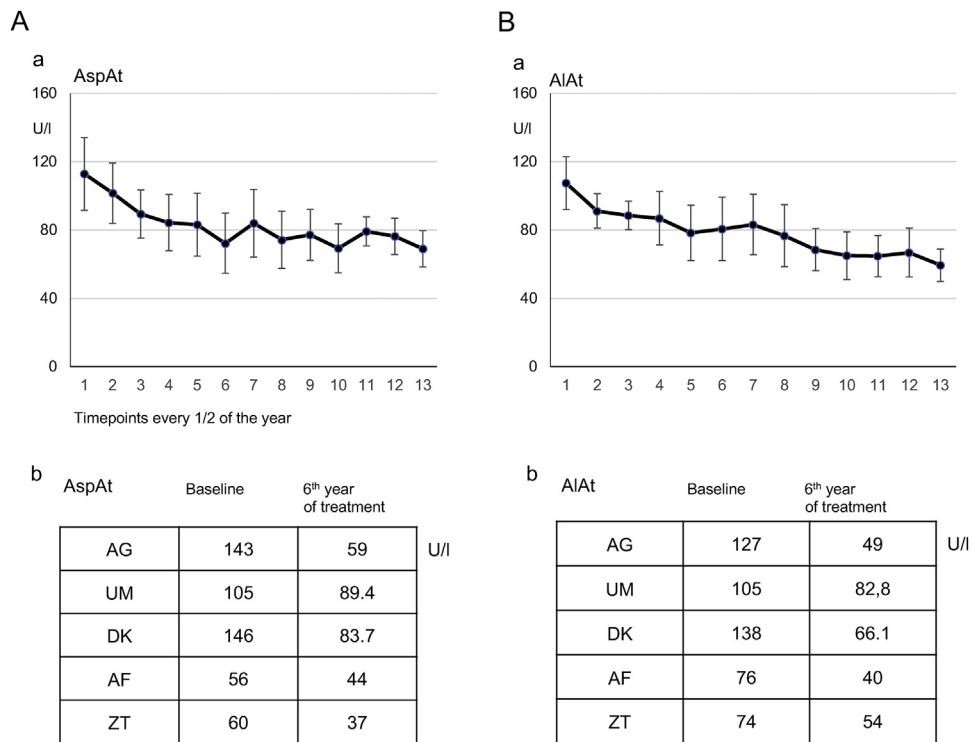 A
a
AspAt
160
U/l
120
80
40
0
1 2 3 4 5 6 7 8 9 10 11 12 13
Timepoints every 1/2 of the year
b
AspAt Baseline 6th year
of treatment
AG 143 59 U/l
UM 105 89.4
DK 146 83.7
AF 56 44
ZT 60 37
B
a
AlAt
160
U/l
120
80
40
0
1 2 3 4 5 6 7 8 9 10 11 12 13
b
AlAt Baseline 6th year
of treatment
AG 127 49 U/l
UM 105 82,8
DK 138 66.1
AF 76 40
ZT 74 54